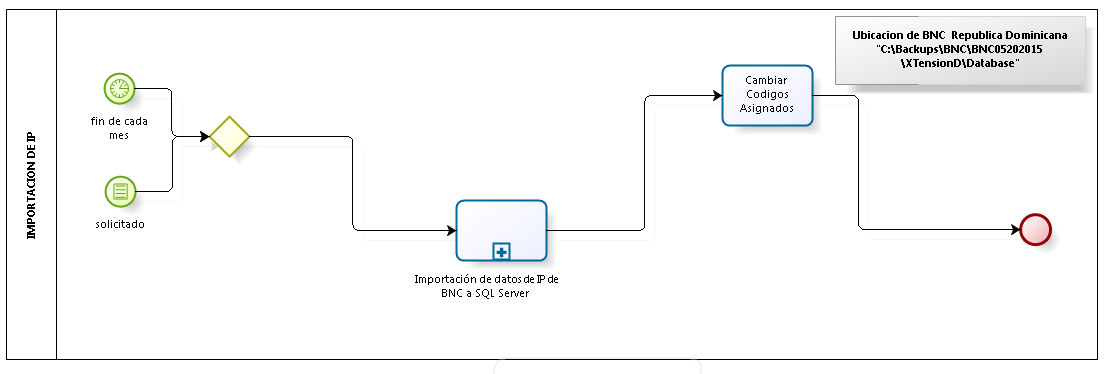 IMPORTACION DE IP
fin de cada
mes
solicitado
Importación de datos de IP de
BNC a SQL Server
Cambiar
Codigos
Asignados
Ubicacion de BNC Republica Dominicana
"C:\Backups\BNC\BNC05202015
\XTensionD\Database"